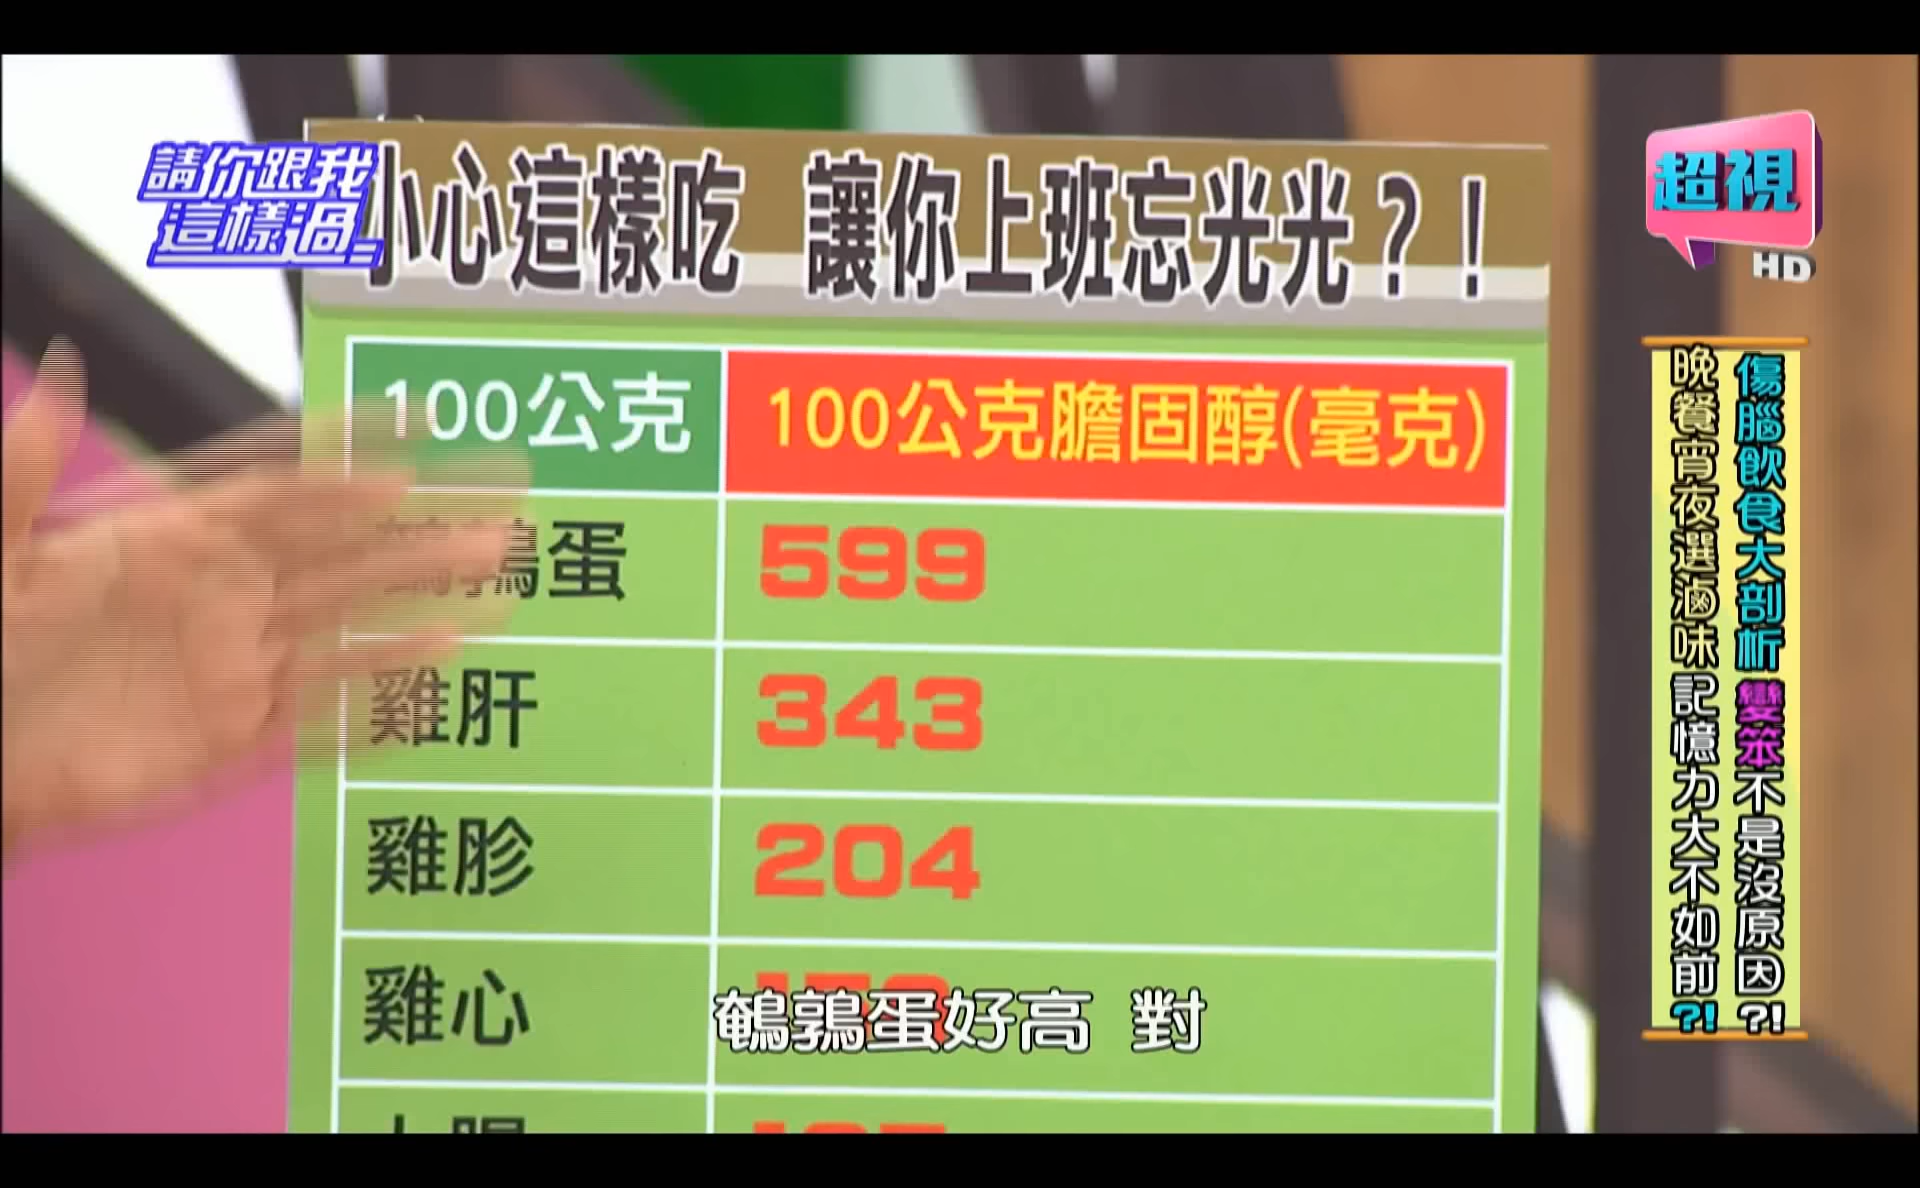 請你跟我
這樣過
小心這樣吃 讓你上班忘光光?!
超視
HD
傷腦飲食大剖析 變笨不是沒原因?!
晚餐宵夜選滷味記憶力大不如前?!
100公克
100公克膽固醇(毫克)
鵪鶉蛋
599
雞肝
343
雞胗
204
雞心
鵪鶉蛋好高 對